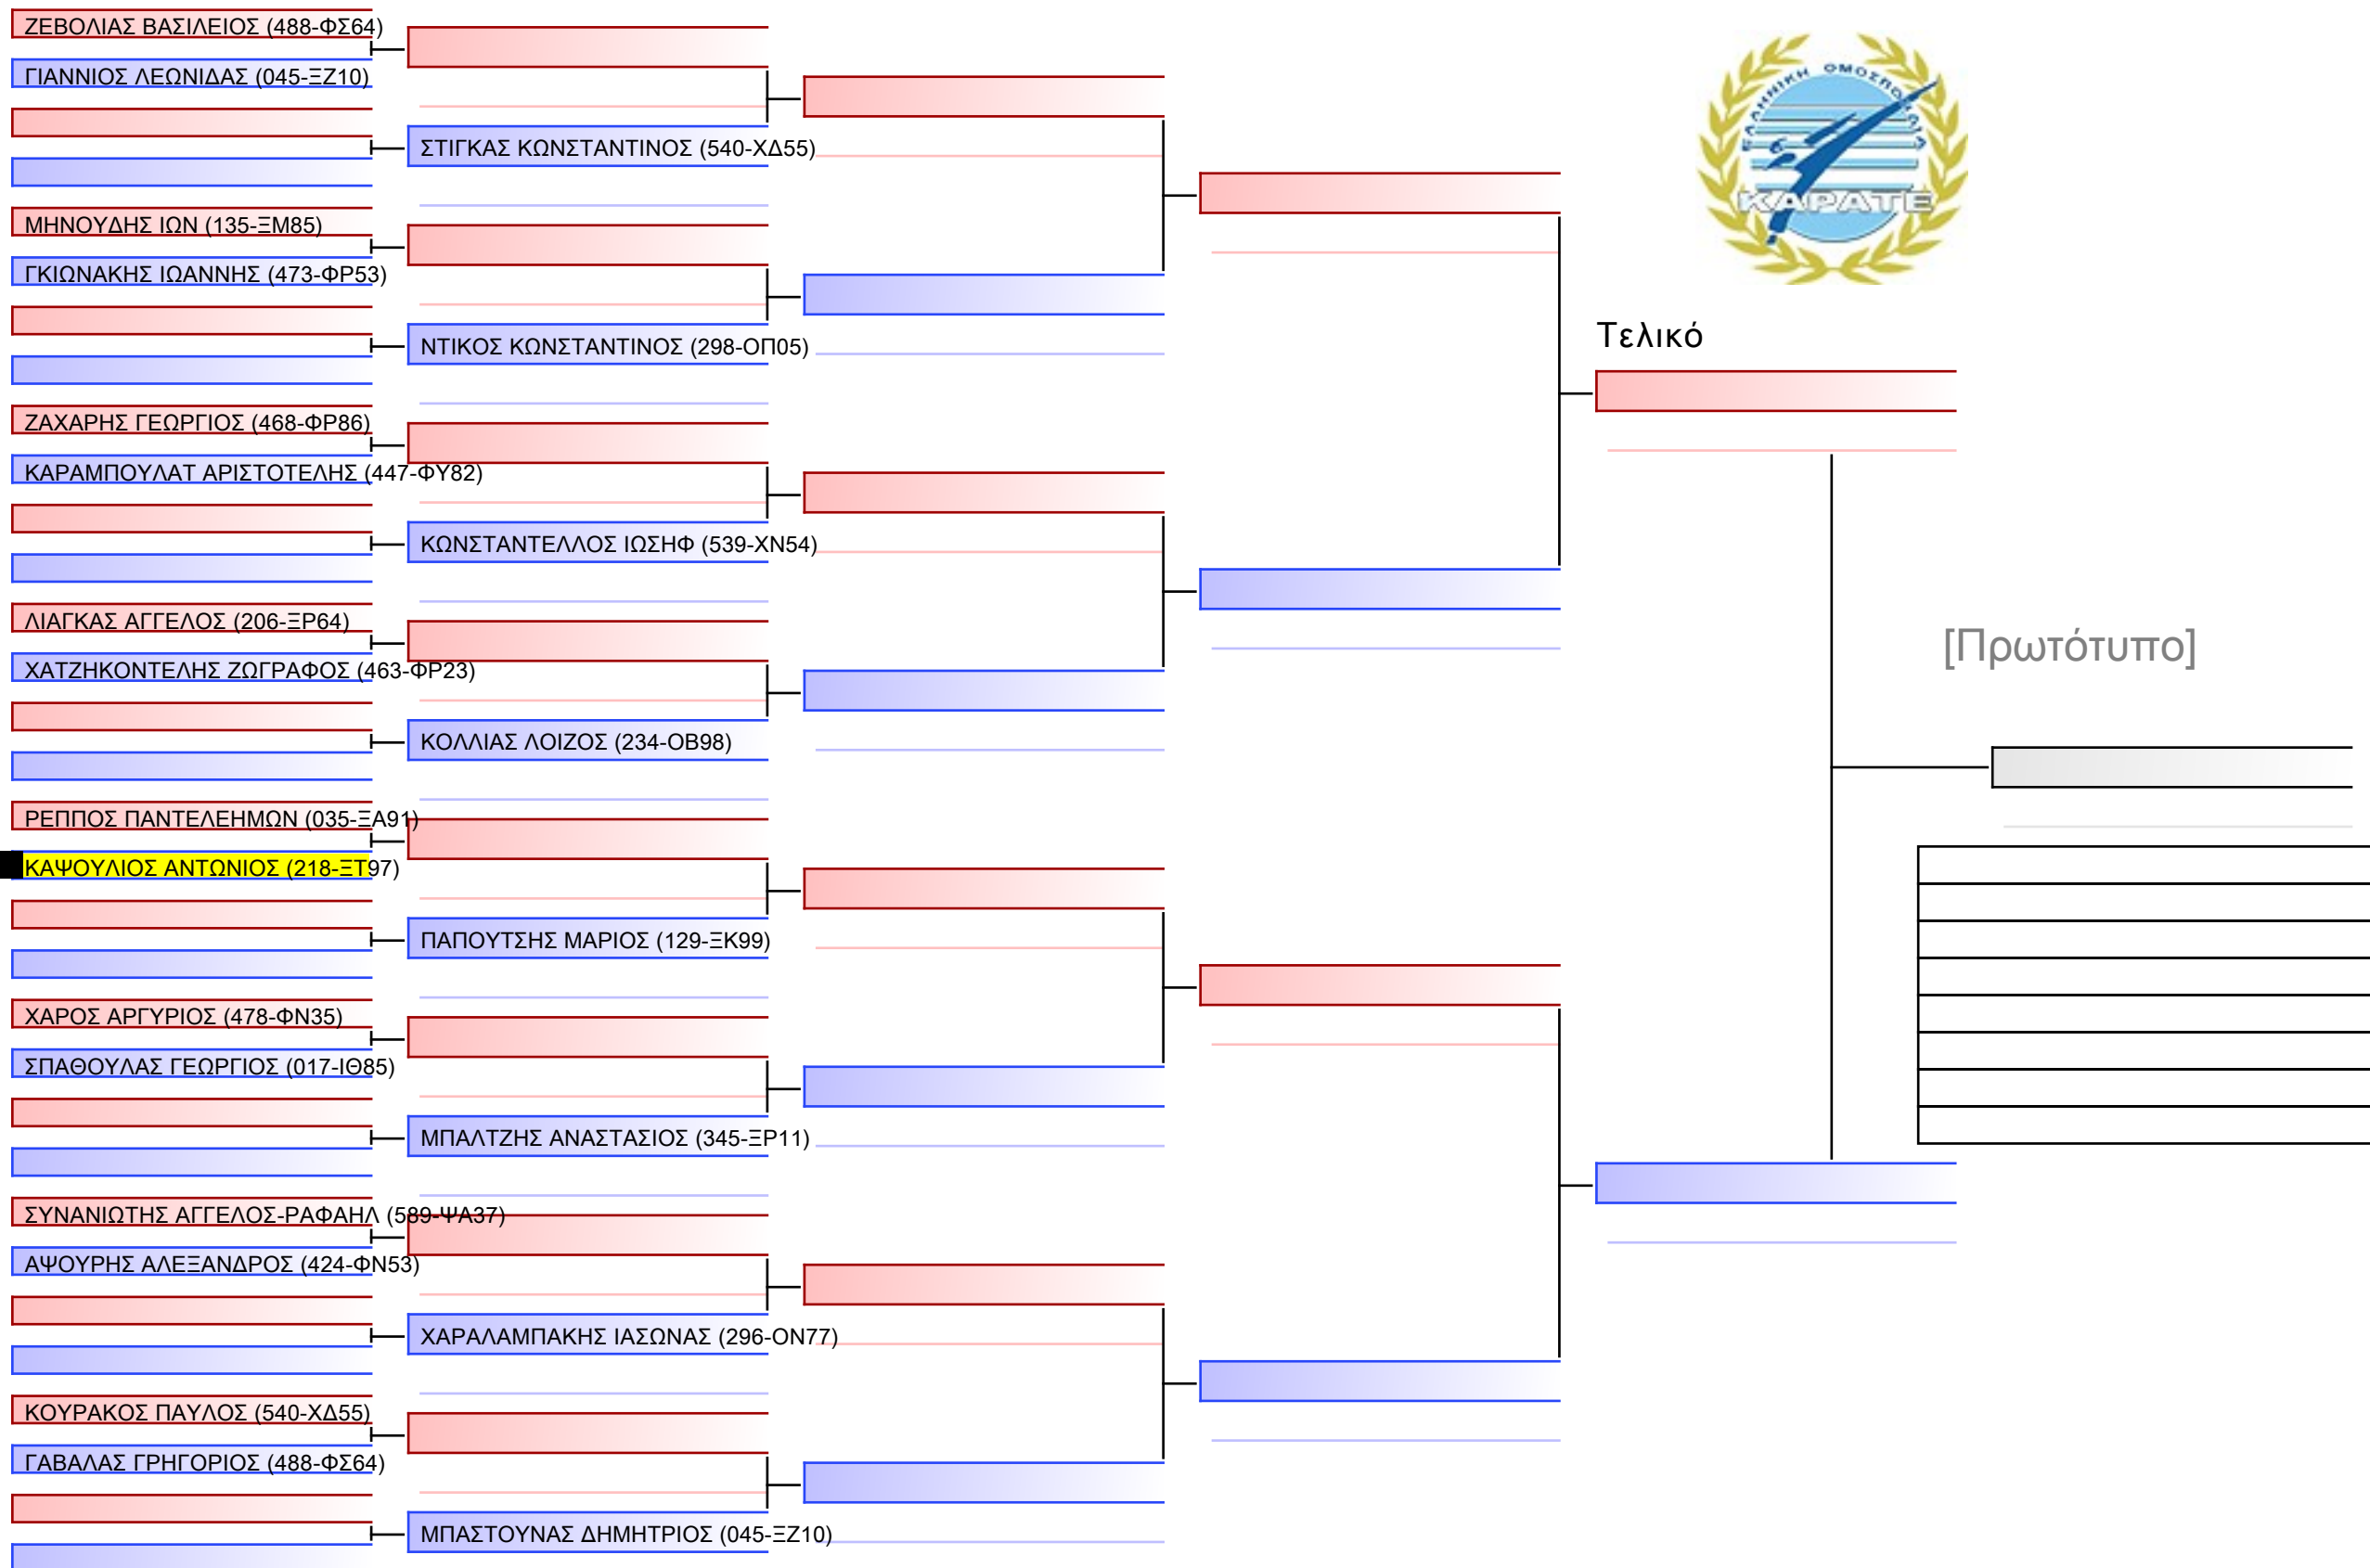 ΖΕΒΟΛΙΑΣ ΒΑΣΙΛΕΙΟΣ (488-ΦΣ64)
ΓΙΑΝΝΙΟΣ ΛΕΩΝΙΔΑΣ (045-ΞΖ10)
ΣΤΙΓΚΑΣ ΚΩΝΣΤΑΝΤΙΝΟΣ (540-ΧΔ55)
ΜΗΝΟΥΔΗΣ ΙΩΝ (135-ΞΜ85)
ΓΚΙΩΝΑΚΗΣ ΙΩΑΝΝΗΣ (473-ΦΡ53)
ΝΤΙΚΟΣ ΚΩΝΣΤΑΝΤΙΝΟΣ (298-ΟΠ05)
ΖΑΧΑΡΗΣ ΓΕΩΡΓΙΟΣ (468-ΦΡ86)
ΚΑΡΑΜΠΟΥΛΑΤ ΑΡΙΣΤΟΤΕΛΗΣ (447-ΦΥ82)
ΚΩΝΣΤΑΝΤΕΛΛΟΣ ΙΩΣΗΦ (539-ΧΝ54)
ΛΙΑΓΚΑΣ ΑΓΓΕΛΟΣ (206-ΞΡ64)
ΧΑΤΖΗΚΟΝΤΕΛΗΣ ΖΩΓΡΑΦΟΣ (463-ΦΡ23)
ΚΟΛΛΙΑΣ ΛΟΙΖΟΣ (234-ΟΒ98)
ΡΕΠΠΟΣ ΠΑΝΤΕΛΕΗΜΩΝ (035-ΞΑ91)
ΚΑΨΟΥΛΙΟΣ ΑΝΤΩΝΙΟΣ (218-ΞΤ97)
ΠΑΠΟΥΤΣΗΣ ΜΑΡΙΟΣ (129-ΞΚ99)
ΧΑΡΟΣ ΑΡΓΥΡΙΟΣ (478-ΦΝ35)
ΣΠΑΘΟΥΛΑΣ ΓΕΩΡΓΙΟΣ (017-ΙΘ85)
ΜΠΑΛΤΖΗΣ ΑΝΑΣΤΑΣΙΟΣ (345-ΞΡ11)
ΣΥΝΑΝΙΩΤΗΣ ΑΓΓΕΛΟΣ-ΡΑΦΑΗΛ (589-ΨΑ37)
ΑΨΟΥΡΗΣ ΑΛΕΞΑΝΔΡΟΣ (424-ΦΝ53)
ΧΑΡΑΛΑΜΠΑΚΗΣ ΙΑΣΩΝΑΣ (296-ΟΝ77)
ΚΟΥΡΑΚΟΣ ΠΑΥΛΟΣ (540-ΧΔ55)
ΓΑΒΑΛΑΣ ΓΡΗΓΟΡΙΟΣ (488-ΦΣ64)
ΜΠΑΣΤΟΥΝΑΣ ΔΗΜΗΤΡΙΟΣ (045-ΞΖ10)
ΕΛΛΗΝΙΚΗ ΟΜΟΣΠΟΝΔΙΑ
ΚΑΡΑΤΕ
Τελικό
[Πρωτότυπο]